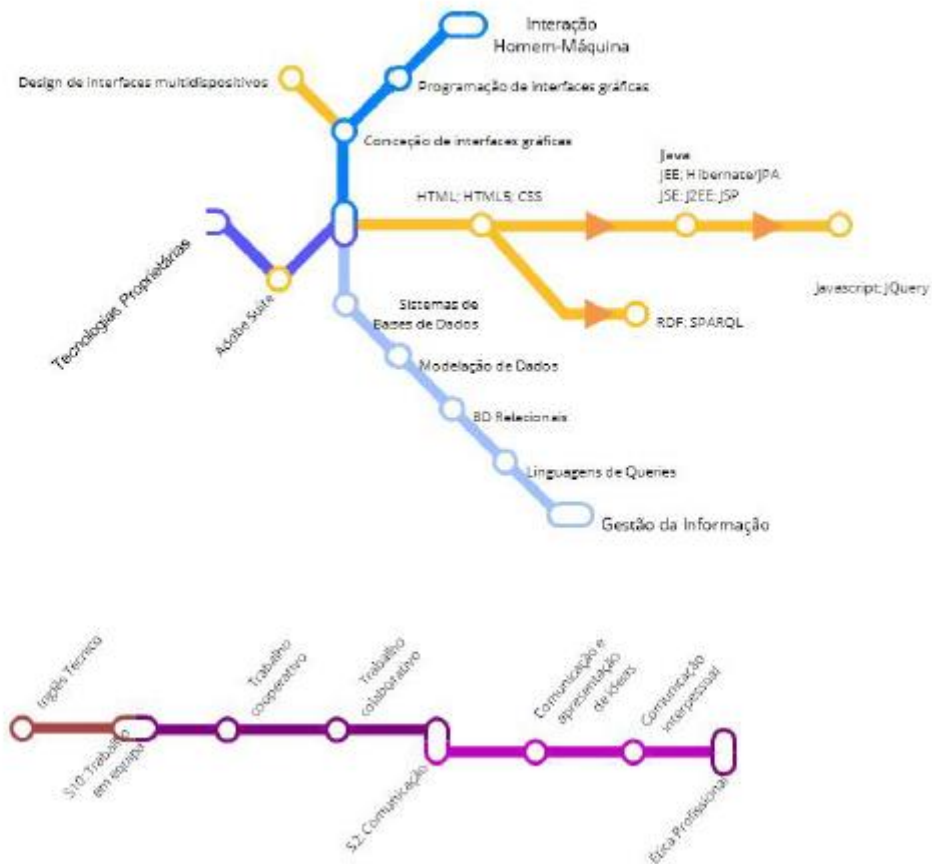 Interação
Homem-Máquina
Design de interfaces multidispositivos
Programação de interfaces gráficas
Conceção de interfaces gráficas
Java
JEE; Hibernate/JPA
JSE; J2EE; JSP
HTML; HTML5; CSS
Tecnologias Proprietárias
Adobe Suite
Javascript; JQuery
Sistemas de
Bases de Dados
RDF; SPARQL
Modelação de Dados
BD Relacionais
Linguagens de Queries
Gestão da Informação
Inglês Técnico
S10: Trabalho
em equipa
Trabalho
cooperativo
Trabalho
colaborativo
S2: Comunicação
Comunicação e
apresentação
de ideias
Comunicação
interpessoal
Ética Profissional